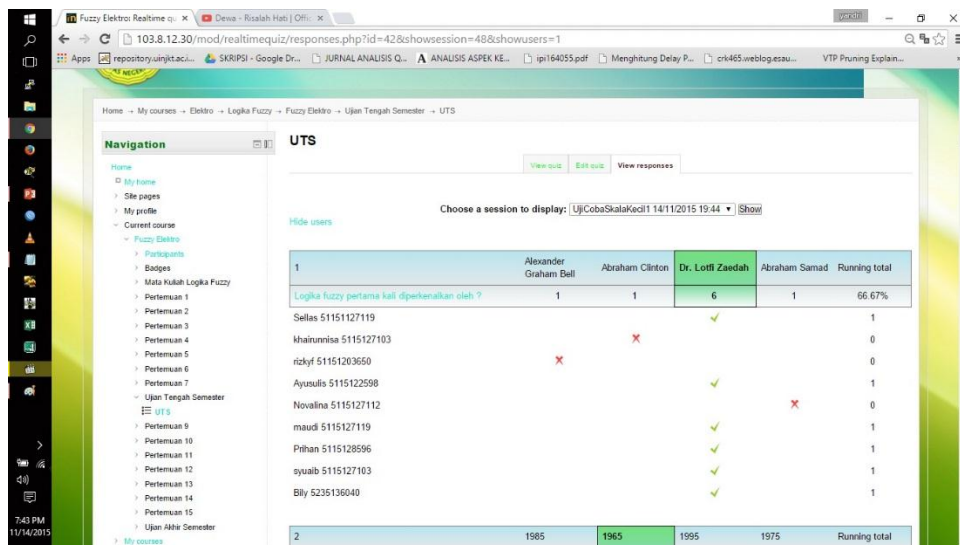 Fuzzy Elektro: Realtime qu
Dewa - Risalah Hati | Offic
103.8.12.30/mod/realtimequiz/responses.php?id=42&showsession=48&showusers=1
Apps repository.uinjkt.ac.i... SKRIPSI - Google Dr... JURNAL ANALISIS Q... ANALISIS ASPEK KE... ipi164055.pdf Menghitung Delay P... crk465.weblog.esau... VTP Pruning Explain...
Home → My courses → Elektro → Logika Fuzzy → Fuzzy Elektro → Ujian Tengah Semester → UTS
Navigation
Home
My home
Site pages
My profile
Current course
Fuzzy Elektro
Participants
Badges
Mata Kuliah Logika Fuzzy
Pertemuan 1
Pertemuan 2
Pertemuan 3
Pertemuan 4
Pertemuan 5
Pertemuan 6
Pertemuan 7
Ujian Tengah Semester
UTS
Pertemuan 9
Pertemuan 10
Pertemuan 11
Pertemuan 12
Pertemuan 13
Pertemuan 14
Pertemuan 15
Ujian Akhir Semester
My courses
UTS
View quiz Edit quiz View responses
Choose a session to display: UjiCobaSkalaKecil1 14/11/2015 19:44 Show
Hide users
1 Alexander Graham Bell Abraham Clinton Dr. Lotfi Zaedah Abraham Samad Running total
Logika fuzzy pertama kali diperkenalkan oleh ? 1 1 6 1 66.67%
Sellas 51151127119 1
khairunnisa 5115127103 0
rizkyf 51151203650 0
Ayusulis 5115122598 1
Novalina 5115127112 0
maudi 5115127119 1
Prihan 5115128596 1
syuaib 5115127103 1
Bily 5235136040 1
2 1985 1965 1995 1975 Running total
7:43 PM
11/14/2015